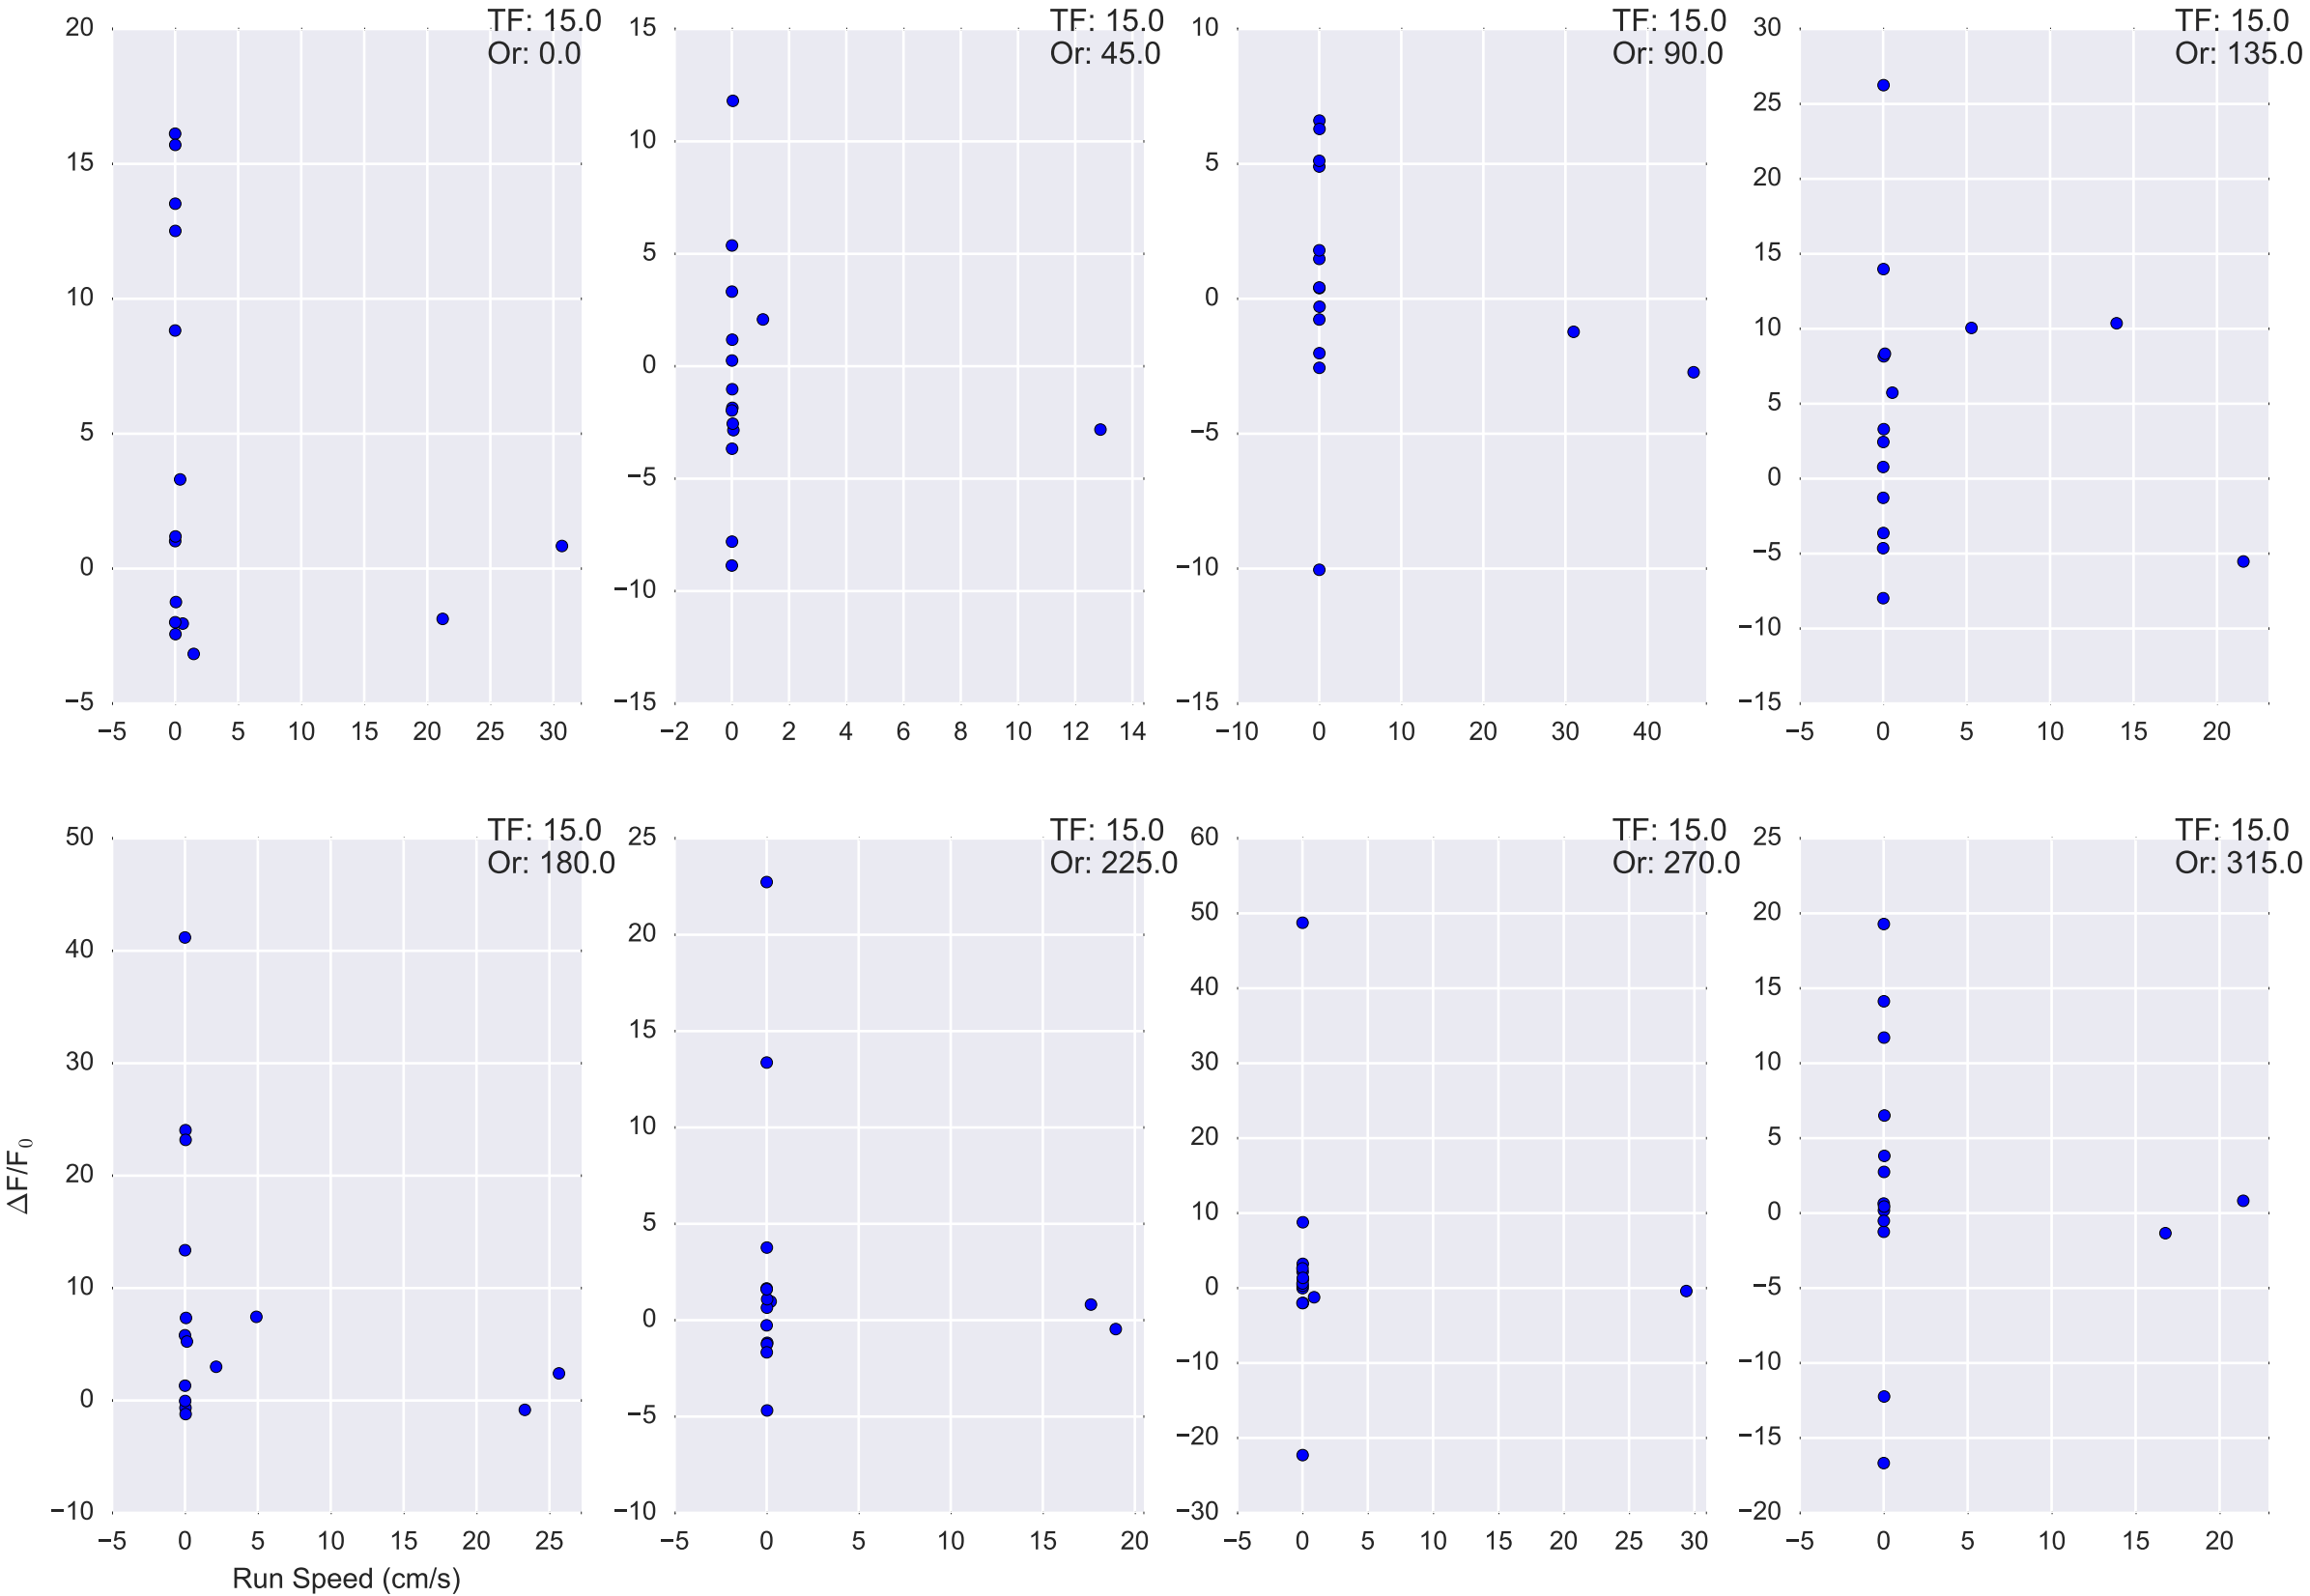 TF: 15.0
Or: 0.0
20
15
10
5
0
−5
−5 0 5 10 15 20 25 30
TF: 15.0
Or: 45.0
15
10
5
0
−5
−10
−15
−2 0 2 4 6 8 10 12 14
TF: 15.0
Or: 90.0
10
5
0
−5
−10
−15
−10 0 10 20 30 40
TF: 15.0
Or: 135.0
30
25
20
15
10
5
0
−5
−10
−15
−5 0 5 10 15 20
TF: 15.0
Or: 180.0
50
40
30
20
10
0
−10
−5 0 5 10 15 20 25
ΔF/F₀
Run Speed (cm/s)
TF: 15.0
Or: 225.0
25
20
15
10
5
0
−5
−10
−5 0 5 10 15 20
TF: 15.0
Or: 270.0
60
50
40
30
20
10
0
−10
−20
−30
−5 0 5 10 15 20 25 30
TF: 15.0
Or: 315.0
25
20
15
10
5
0
−5
−10
−15
−20
−5 0 5 10 15 20